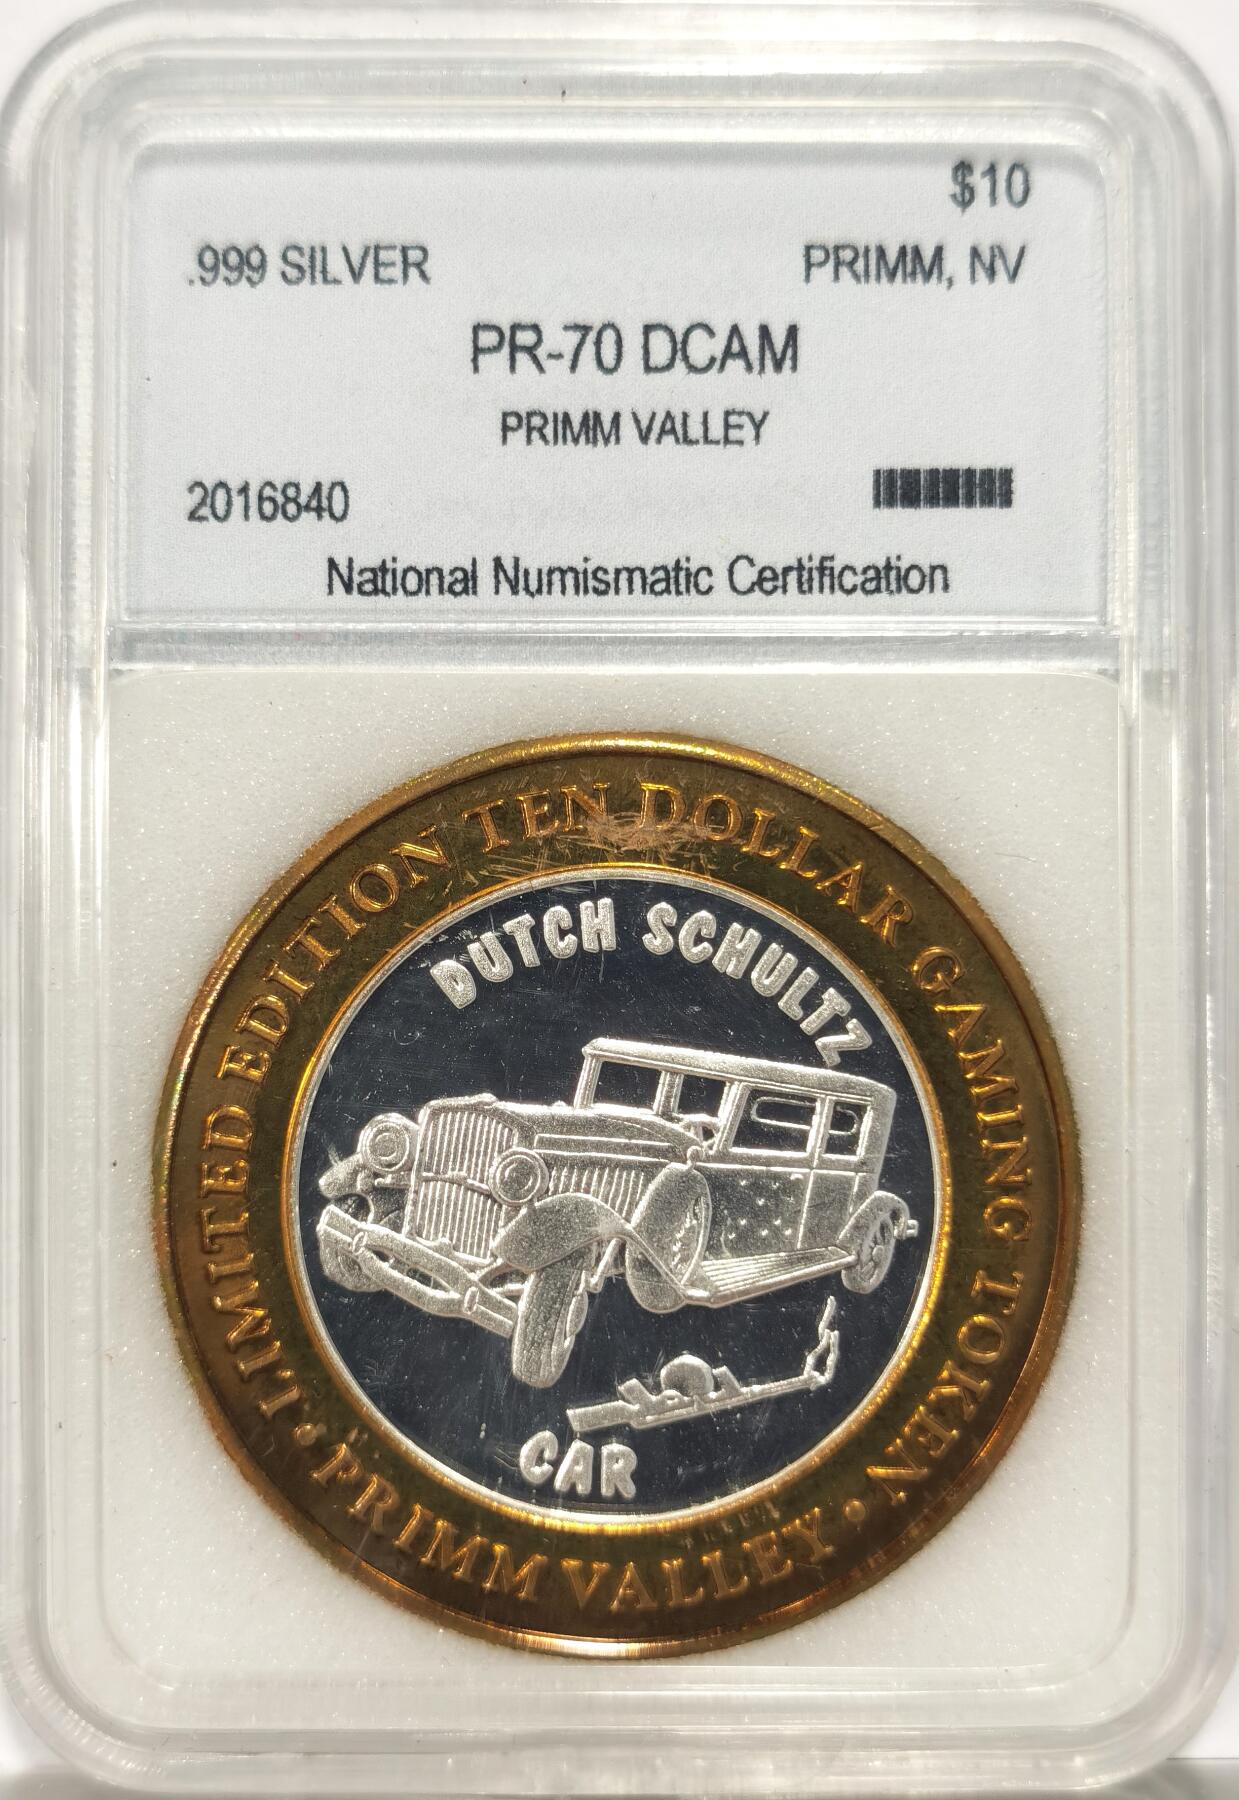 $10
.999 SILVER PRIMM, NV
PR-70 DCAM
PRIMM VALLEY
2016840
National Numismatic Certification
LIMITED EDITION TEN DOLLAR GAMING TOKEN
• PRIMM VALLEY •
DUTCH SCHULTZ
CAR